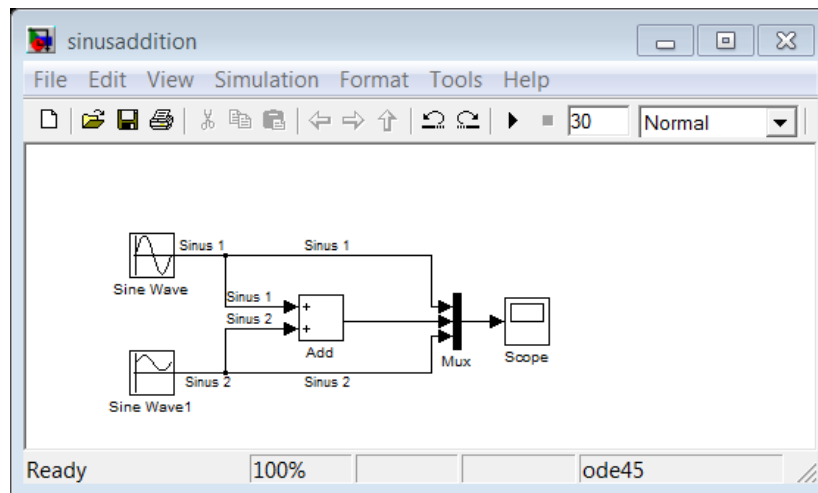 sinusaddition
File Edit View Simulation Format Tools Help
30 Normal
Sinus 1 Sinus 1
Sine Wave
Sinus 1
+
Sinus 2
+
Add
Mux
Scope
Sinus 2 Sinus 2
Sine Wave1
Ready 100% ode45